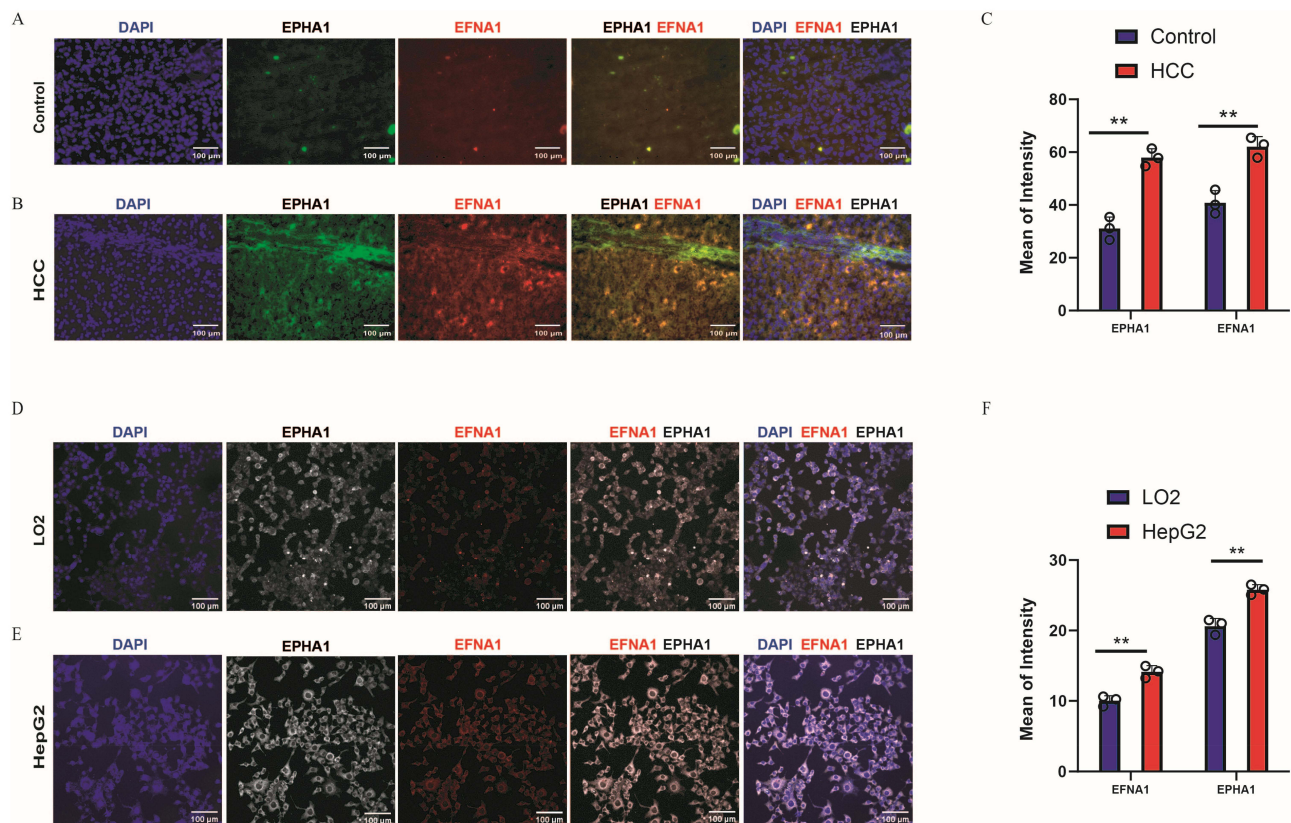 A
DAPI EPHA1 EFNA1 EPHA1 EFNA1 DAPI EFNA1 EPHA1
Control
100 µm 100 µm 100 µm 100 µm 100 µm
B
DAPI EPHA1 EFNA1 EPHA1 EFNA1 DAPI EFNA1 EPHA1
HCC
100 µm 100 µm 100 µm 100 µm 100 µm
C
Control
HCC
Mean of Intensity
80
60
40
20
0
** **
EPHA1 EFNA1
D
DAPI EPHA1 EFNA1 EFNA1 EPHA1 DAPI EFNA1 EPHA1
LO2
100 µm 100 µm 100 µm 100 µm 100 µm
E
DAPI EPHA1 EFNA1 EFNA1 EPHA1 DAPI EFNA1 EPHA1
HepG2
100 µm 100 µm 100 µm 100 µm 100 µm
F
LO2
HepG2
Mean of Intensity
30
20
10
0
** **
EFNA1 EPHA1